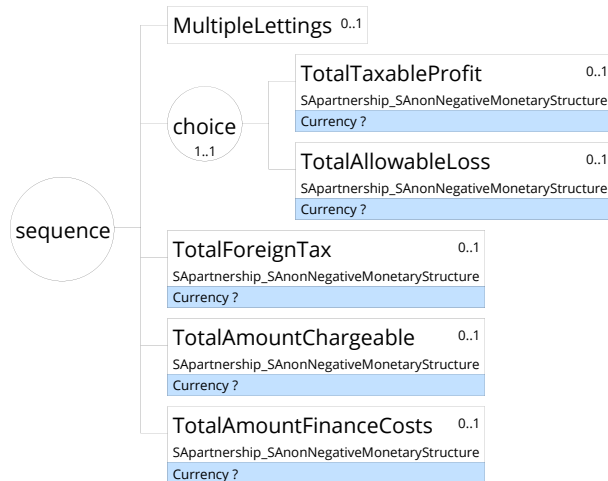 MultipleLettings 0..1
TotalTaxableProfit 0..1
SApartnership_SAnonNegativeMonetaryStructure
Currency ?
choice
1..1
TotalAllowableLoss 0..1
SApartnership_SAnonNegativeMonetaryStructure
Currency ?
sequence
TotalForeignTax 0..1
SApartnership_SAnonNegativeMonetaryStructure
Currency ?
TotalAmountChargeable 0..1
SApartnership_SAnonNegativeMonetaryStructure
Currency ?
TotalAmountFinanceCosts 0..1
SApartnership_SAnonNegativeMonetaryStructure
Currency ?